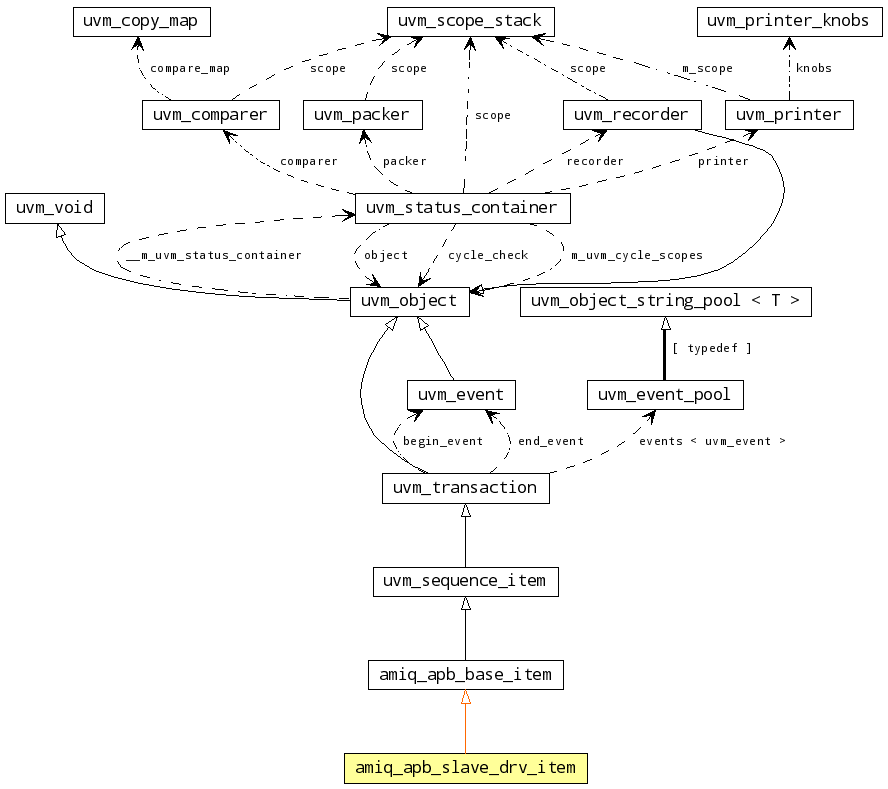 uvm_copy_map
uvm_scope_stack
uvm_printer_knobs
compare_map
scope
scope
scope
m_scope
knobs
uvm_comparer
uvm_packer
scope
uvm_recorder
uvm_printer
comparer
packer
recorder
printer
uvm_void
uvm_status_container
__m_uvm_status_container
object
cycle_check
m_uvm_cycle_scopes
uvm_object
uvm_object_string_pool < T >
[ typedef ]
uvm_event
uvm_event_pool
begin_event
end_event
events < uvm_event >
uvm_transaction
uvm_sequence_item
amiq_apb_base_item
amiq_apb_slave_drv_item